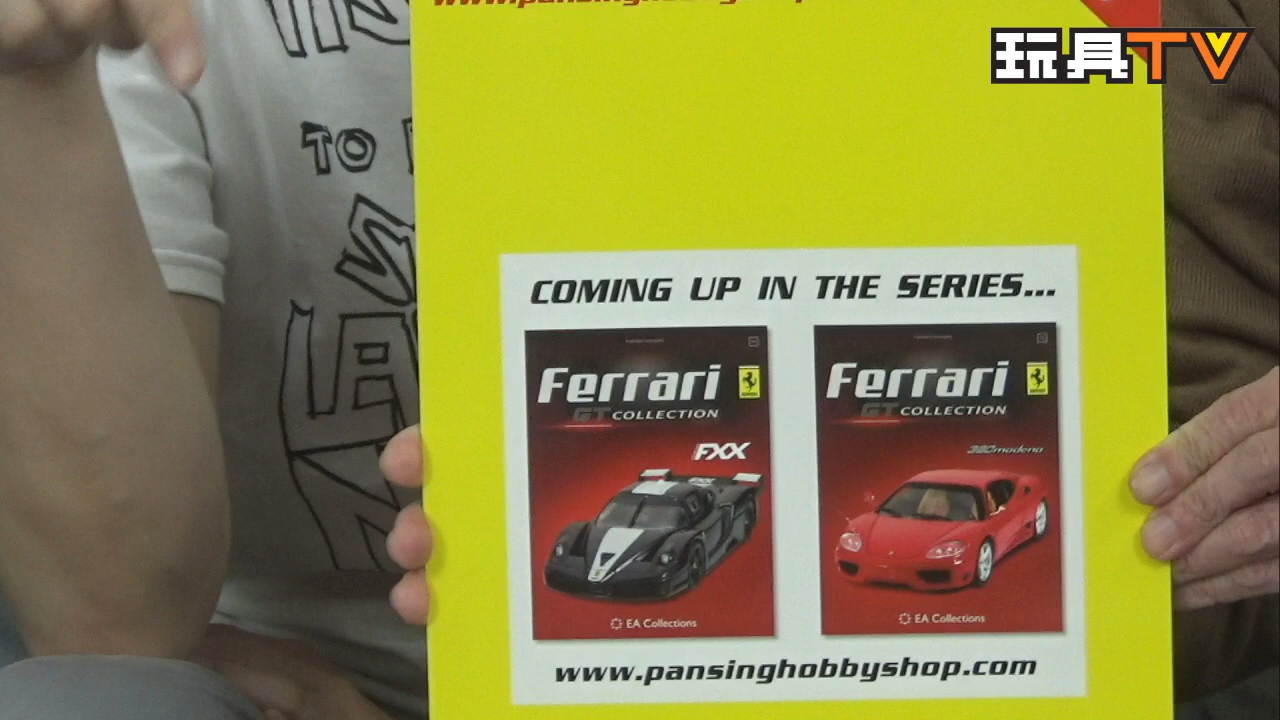 玩具TV
TO
COMING UP IN THE SERIES...
Ferrari
GT COLLECTION
FXX
EA Collections
Ferrari
GT COLLECTION
360 modena
EA Collections
www.pansinghobbyshop.com